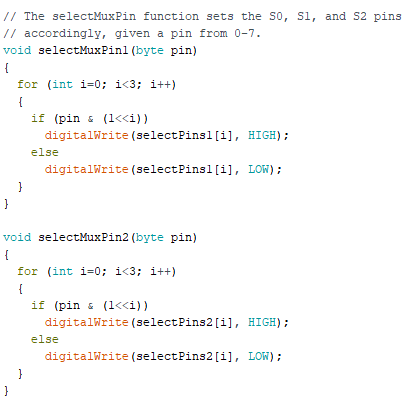 // The selectMuxPin function sets the S0, S1, and S2 pins
// accordingly, given a pin from 0-7.
void selectMuxPin1(byte pin)
{
  for (int i=0; i<3; i++)
  {
    if (pin & (1<<i))
      digitalWrite(selectPins1[i], HIGH);
    else
      digitalWrite(selectPins1[i], LOW);
  }
}

void selectMuxPin2(byte pin)
{
  for (int i=0; i<3; i++)
  {
    if (pin & (1<<i))
      digitalWrite(selectPins2[i], HIGH);
    else
      digitalWrite(selectPins2[i], LOW);
  }
}